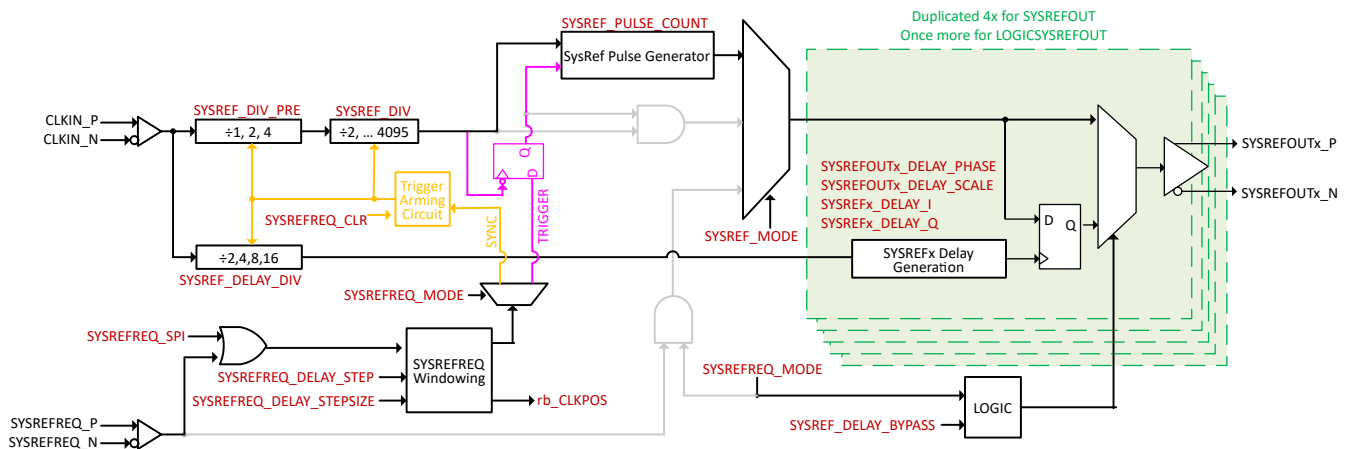 Duplicated 4x for SYSREFOUT
Once more for LOGICSYSREFOUT
SYSREF_PULSE_COUNT
SysRef Pulse Generator
SYSREF_DIV_PRE
SYSREF_DIV
CLKIN_P
CLKIN_N
÷1, 2, 4
÷2, ... 4095
Q
D
TRIGGER
SYNC
Trigger
Arming
Circuit
SYSREFREQ_CLR
÷2,4,8,16
SYSREF_DELAY_DIV
SYSREF_MODE
SYSREFOUTx_DELAY_PHASE
SYSREFOUTx_DELAY_SCALE
SYSREFx_DELAY_I
SYSREFx_DELAY_Q
SYSREFx Delay
Generation
D
Q
SYSREFOUTx_P
SYSREFOUTx_N
SYSREFREQ_MODE
SYSREFREQ_SPI
SYSREFREQ_DELAY_STEP
SYSREFREQ_DELAY_STEPSIZE
SYSREFREQ
Windowing
rb_CLKPOS
SYSREFREQ_P
SYSREFREQ_N
SYSREFREQ_MODE
SYSREF_DELAY_BYPASS
LOGIC